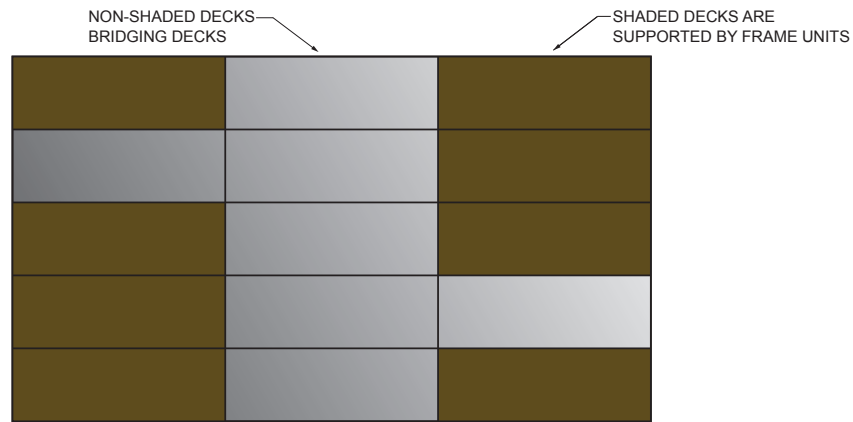 NON-SHADED DECKS
BRIDGING DECKS
SHADED DECKS ARE
SUPPORTED BY FRAME UNITS